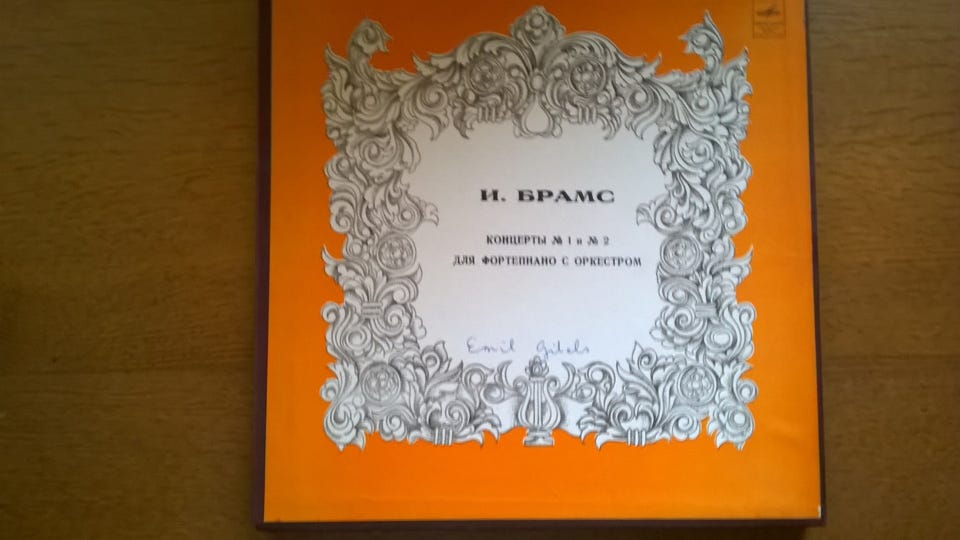 И. БРАМС
КОНЦЕРТЫ № 1 и № 2
ДЛЯ ФОРТЕПИАНО С ОРКЕСТРОМ
Emil Gilels